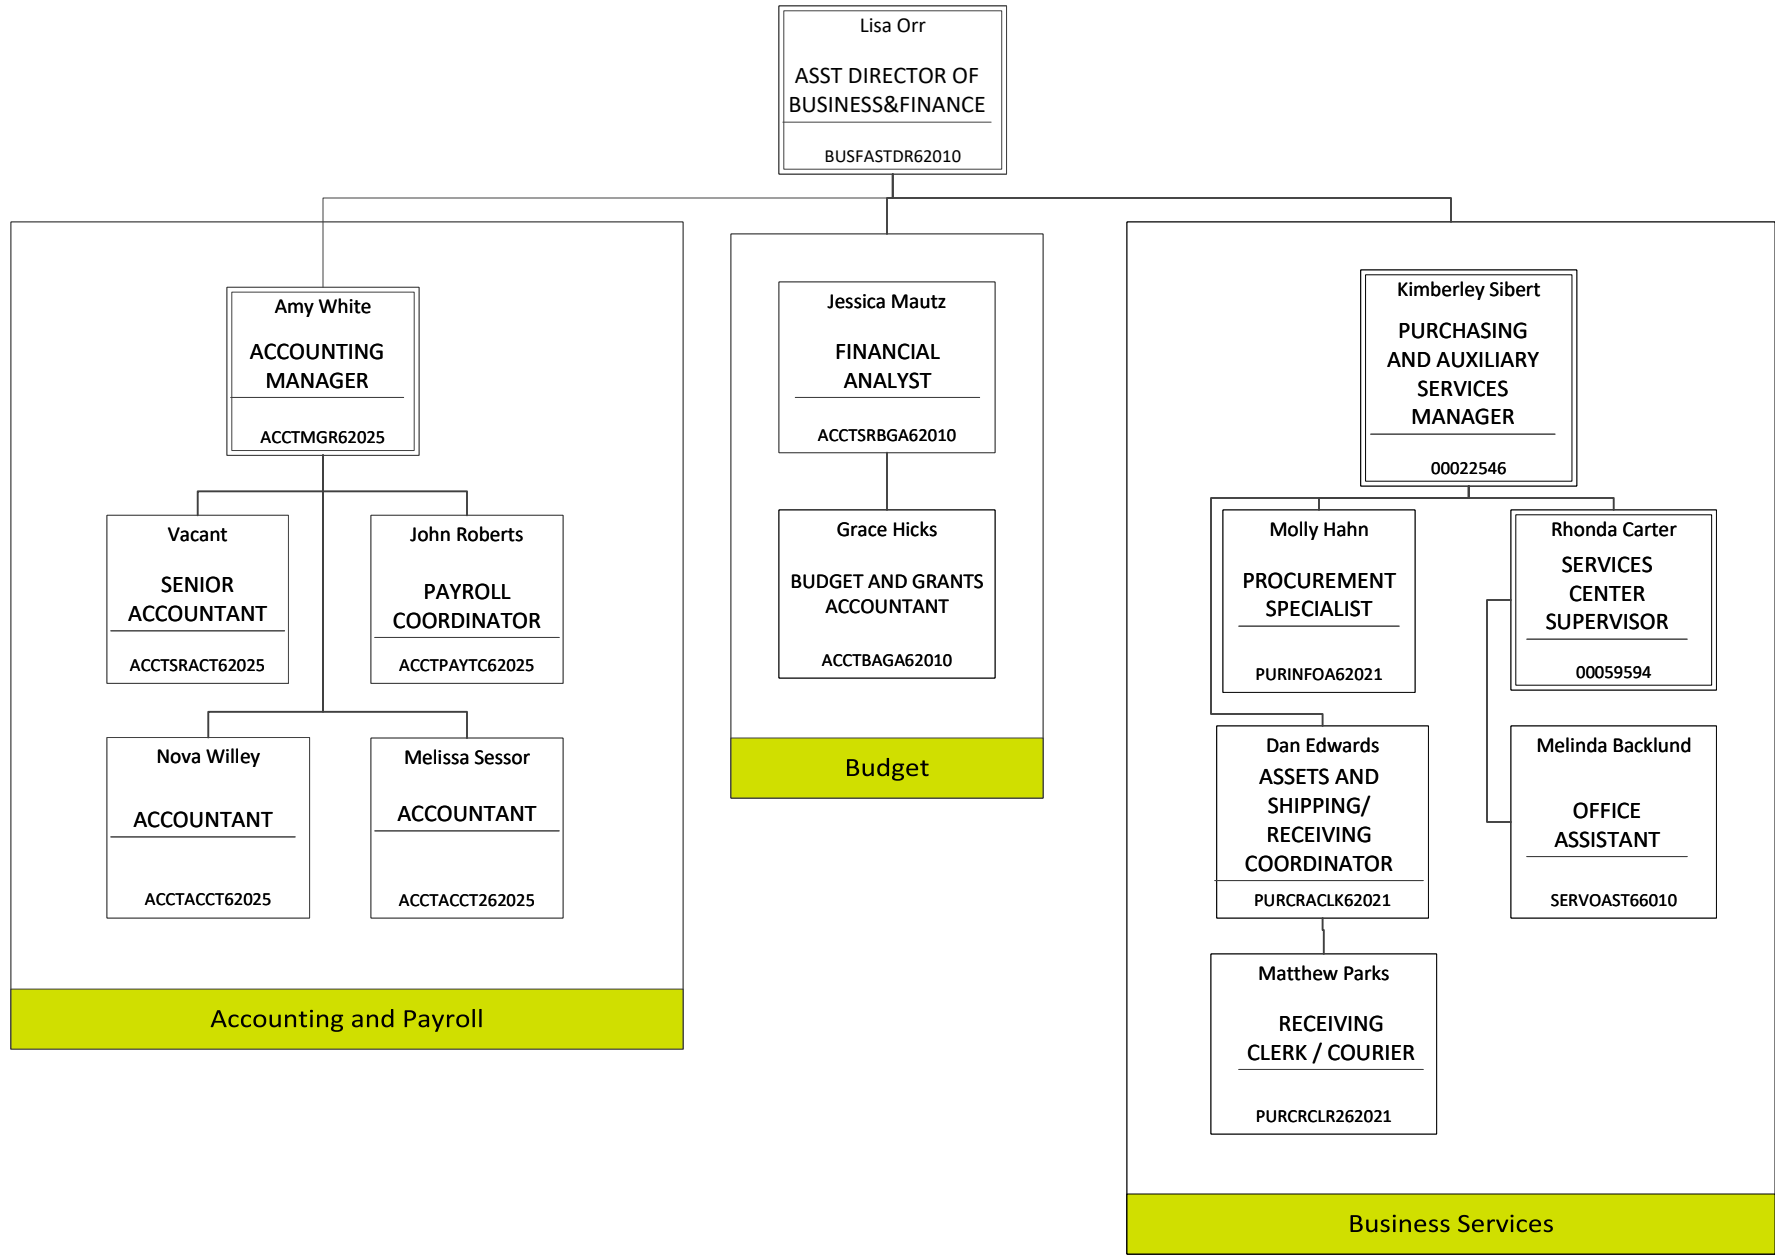 Lisa Orr
ASST DIRECTOR OF
BUSINESS&FINANCE
BUSFASTDR62010
Amy White
ACCOUNTING
MANAGER
ACCTMGR62025
Vacant
SENIOR
ACCOUNTANT
ACCTSRACT62025
John Roberts
PAYROLL
COORDINATOR
ACCTPAYTC62025
Nova Willey
ACCOUNTANT
ACCTACCT62025
Melissa Sessor
ACCOUNTANT
ACCTACCT262025
Accounting and Payroll
Jessica Mautz
FINANCIAL
ANALYST
ACCTSRBGA62010
Grace Hicks
BUDGET AND GRANTS
ACCOUNTANT
ACCTBAGA62010
Budget
Kimberley Sibert
PURCHASING
AND AUXILIARY
SERVICES
MANAGER
00022546
Molly Hahn
PROCUREMENT
SPECIALIST
PURINFOA62021
Rhonda Carter
SERVICES
CENTER
SUPERVISOR
00059594
Dan Edwards
ASSETS AND
SHIPPING/
RECEIVING
COORDINATOR
PURCRACLK62021
Melinda Backlund
OFFICE
ASSISTANT
SERVOAST66010
Matthew Parks
RECEIVING
CLERK / COURIER
PURCRCLR262021
Business Services